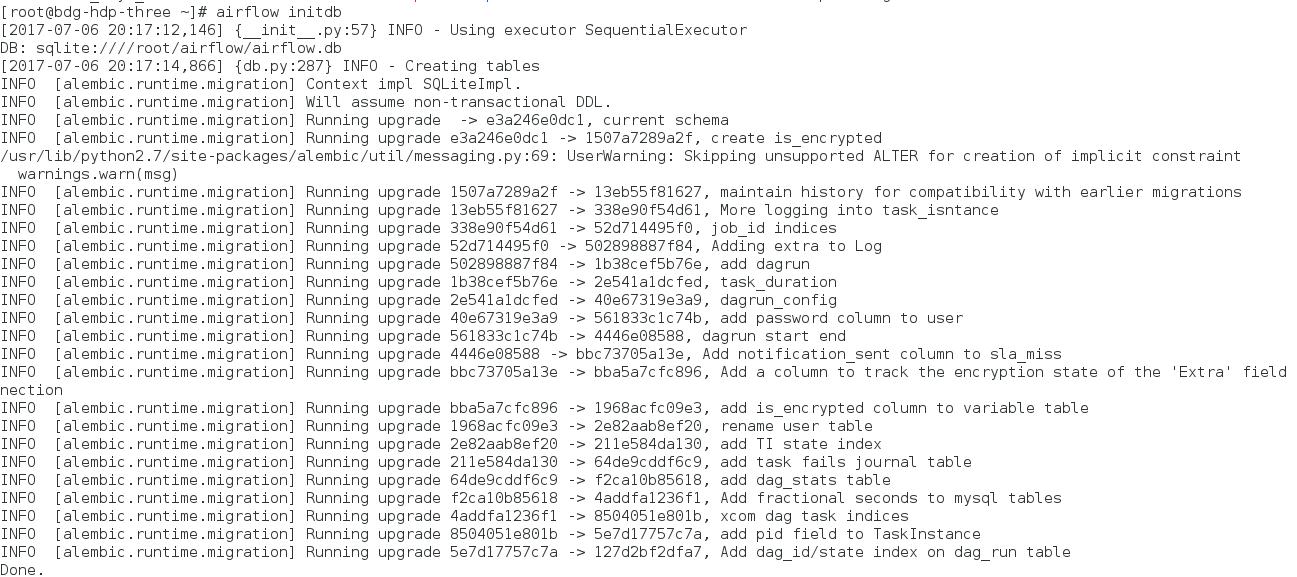 [root@bdg-hdp-three ~]# airflow initdb
[2017-07-06 20:17:12,146] {__init__.py:57} INFO - Using executor SequentialExecutor
DB: sqlite:////root/airflow/airflow.db
[2017-07-06 20:17:14,866] {db.py:287} INFO - Creating tables
INFO  [alembic.runtime.migration] Context impl SQLiteImpl.
INFO  [alembic.runtime.migration] Will assume non-transactional DDL.
INFO  [alembic.runtime.migration] Running upgrade  -> e3a246e0dc1, current schema
INFO  [alembic.runtime.migration] Running upgrade e3a246e0dc1 -> 1507a7289a2f, create is_encrypted
/usr/lib/python2.7/site-packages/alembic/util/messaging.py:69: UserWarning: Skipping unsupported ALTER for creation of implicit constraint
  warnings.warn(msg)
INFO  [alembic.runtime.migration] Running upgrade 1507a7289a2f -> 13eb55f81627, maintain history for compatibility with earlier migrations
INFO  [alembic.runtime.migration] Running upgrade 13eb55f81627 -> 338e90f54d61, More logging into task_isntance
INFO  [alembic.runtime.migration] Running upgrade 338e90f54d61 -> 52d714495f0, job_id indices
INFO  [alembic.runtime.migration] Running upgrade 52d714495f0 -> 502898887f84, Adding extra to Log
INFO  [alembic.runtime.migration] Running upgrade 502898887f84 -> 1b38cef5b76e, add dagrun
INFO  [alembic.runtime.migration] Running upgrade 1b38cef5b76e -> 2e541a1dcfed, task_duration
INFO  [alembic.runtime.migration] Running upgrade 2e541a1dcfed -> 40e67319e3a9, dagrun_config
INFO  [alembic.runtime.migration] Running upgrade 40e67319e3a9 -> 561833c1c74b, add password column to user
INFO  [alembic.runtime.migration] Running upgrade 561833c1c74b -> 4446e08588, dagrun start end
INFO  [alembic.runtime.migration] Running upgrade 4446e08588 -> bbc73705a13e, Add notification_sent column to sla_miss
INFO  [alembic.runtime.migration] Running upgrade bbc73705a13e -> bba5a7cfc896, Add a column to track the encryption state of the 'Extra' field
nection
INFO  [alembic.runtime.migration] Running upgrade bba5a7cfc896 -> 1968acfc09e3, add is_encrypted column to variable table
INFO  [alembic.runtime.migration] Running upgrade 1968acfc09e3 -> 2e82aab8ef20, rename user table
INFO  [alembic.runtime.migration] Running upgrade 2e82aab8ef20 -> 211e584da130, add TI state index
INFO  [alembic.runtime.migration] Running upgrade 211e584da130 -> 64de9cddf6c9, add task fails journal table
INFO  [alembic.runtime.migration] Running upgrade 64de9cddf6c9 -> f2ca10b85618, add dag_stats table
INFO  [alembic.runtime.migration] Running upgrade f2ca10b85618 -> 4addfa1236f1, Add fractional seconds to mysql tables
INFO  [alembic.runtime.migration] Running upgrade 4addfa1236f1 -> 8504051e801b, xcom dag task indices
INFO  [alembic.runtime.migration] Running upgrade 8504051e801b -> 5e7d17757c7a, add pid field to TaskInstance
INFO  [alembic.runtime.migration] Running upgrade 5e7d17757c7a -> 127d2bf2dfa7, Add dag_id/state index on dag_run table
Done.